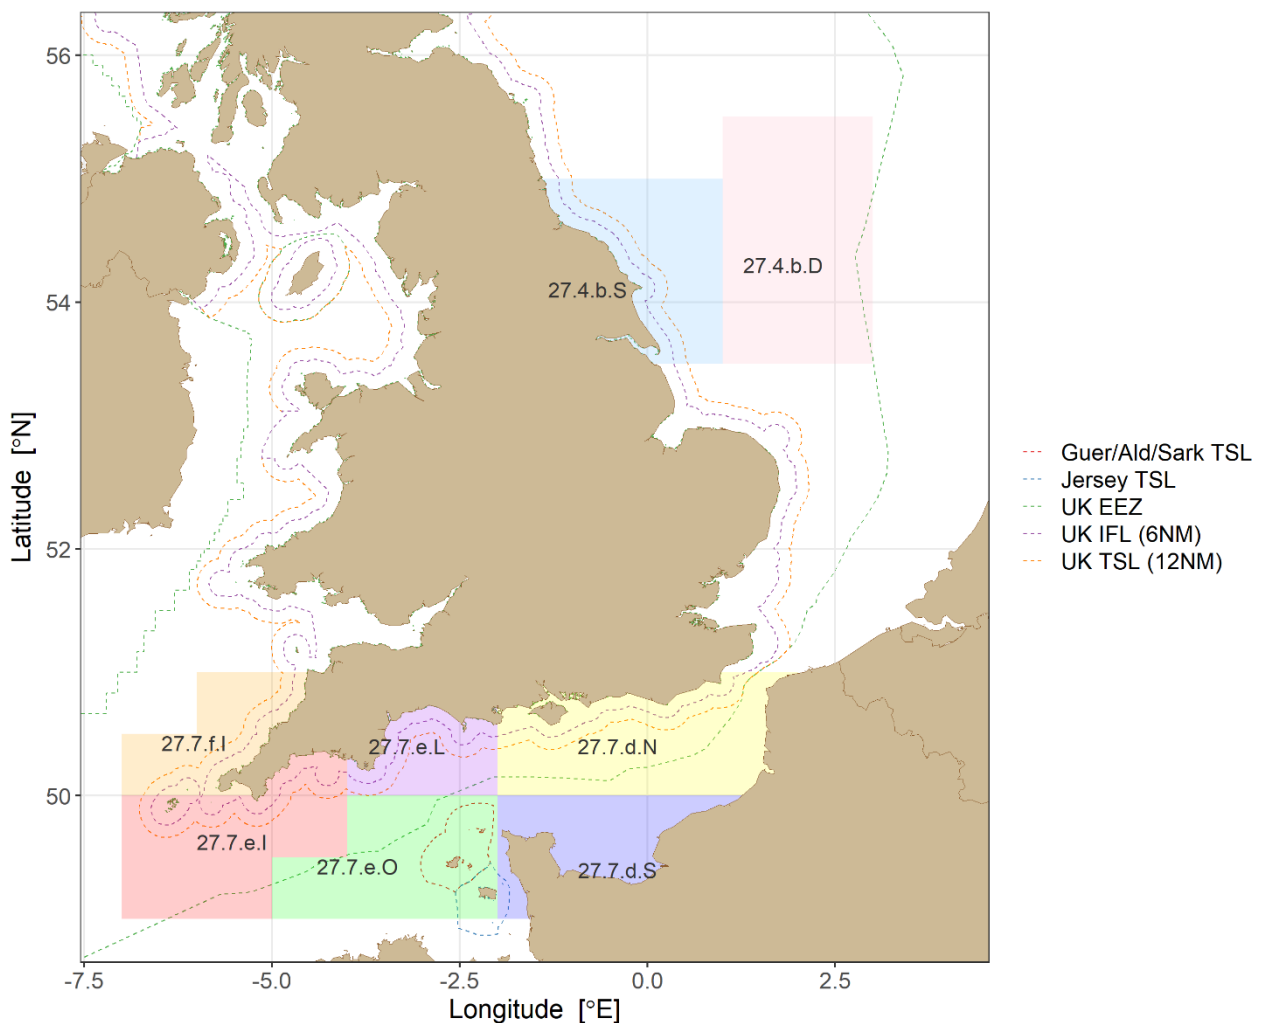 56
54
52
50
Latitude [°N]
-7.5
-5.0
-2.5
0.0
2.5
Longitude [°E]
27.4.b.D
27.4.b.S
27.7.f.I
27.7.e.L
27.7.d.N
27.7.e.I
27.7.e.O
27.7.d.S
Guer/Ald/Sark TSL
Jersey TSL
UK EEZ
UK IFL (6NM)
UK TSL (12NM)